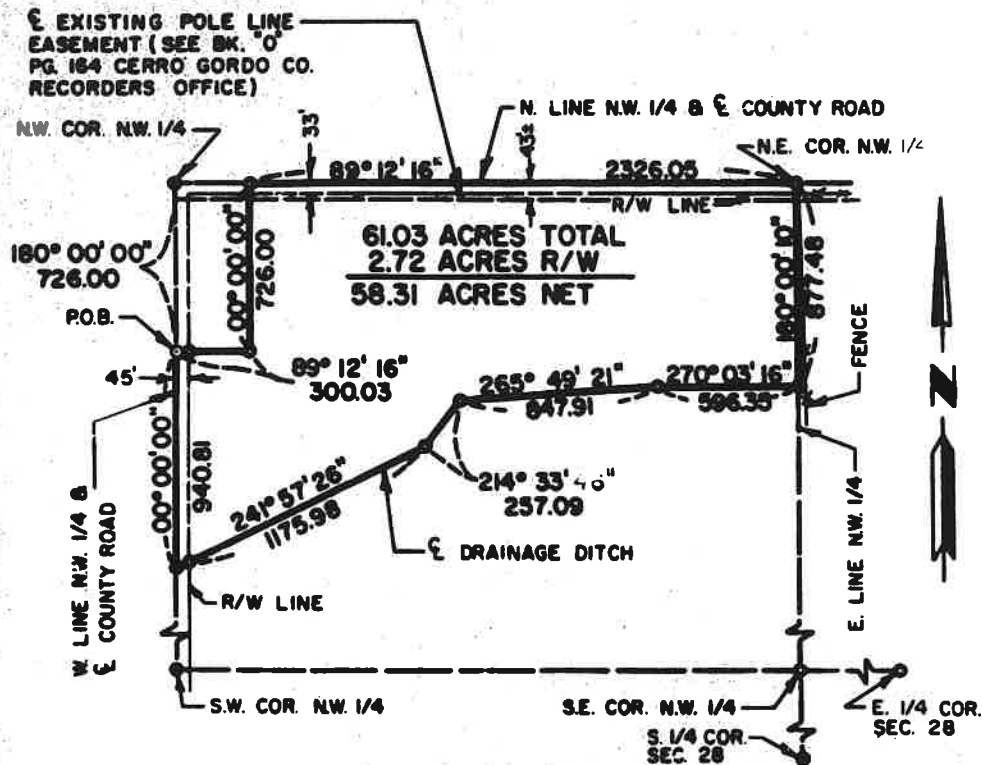 ℄ EXISTING POLE LINE
EASEMENT (SEE BK. "O"
PG. 164 CERRO GORDO CO.
RECORDERS OFFICE)
N. LINE N.W. 1/4 & ℄ COUNTY ROAD
N.W. COR. N.W. 1/4
33'
43'±
N.E. COR. N.W. 1/4
89° 12' 16"
2326.05
R/W LINE
180° 00' 00"
726.00
00° 00' 00"
726.00
61.03 ACRES TOTAL
2.72 ACRES R/W
58.31 ACRES NET
180° 00' 10"
877.48
P.O.B.
45'
89° 12' 16"
300.03
FENCE
N
265° 49' 21"
847.91
270° 03' 16"
596.35
00° 00' 00"
940.81
241° 57' 26"
1175.98
214° 33'
257.09
℄ DRAINAGE DITCH
W. LINE N.W. 1/4 &
℄ COUNTY ROAD
R/W LINE
E. LINE N.W. 1/4
S.W. COR. N.W. 1/4
S.E. COR. N.W. 1/4
E. 1/4 COR.
SEC. 28
S. 1/4 COR.
SEC. 28